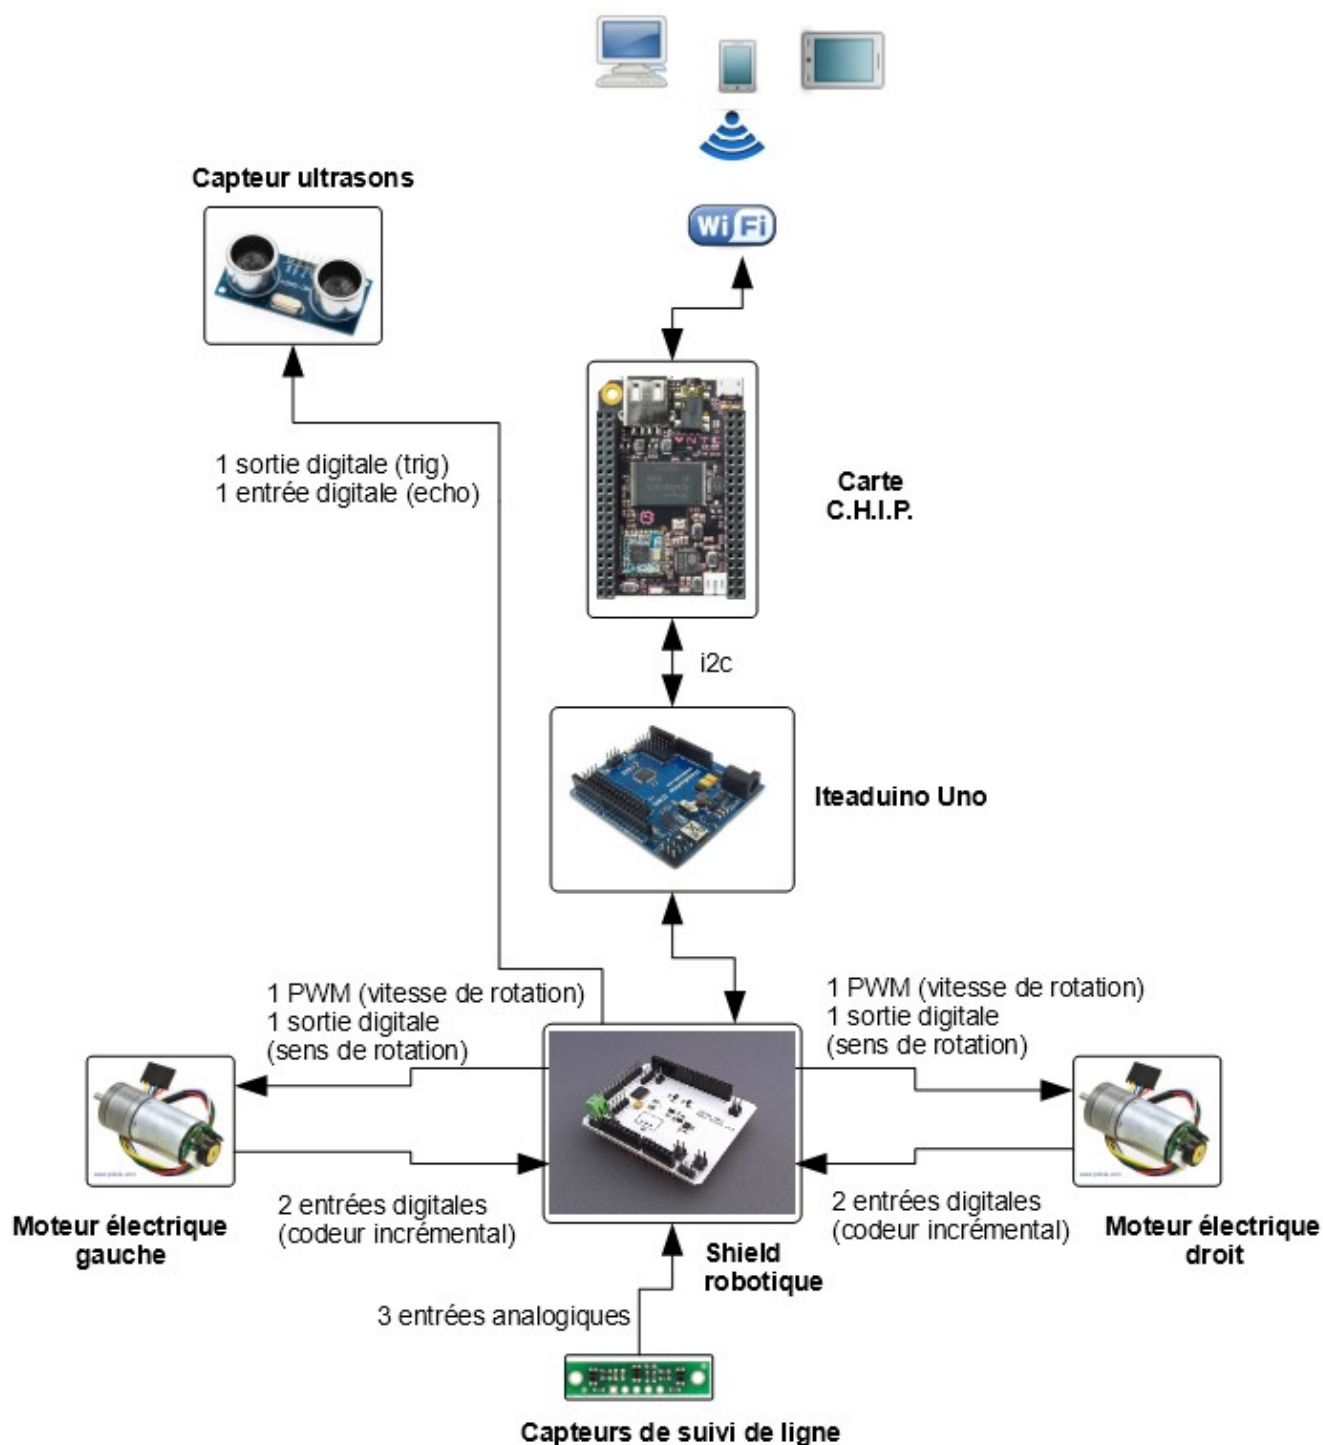 Wi Fi
Capteur ultrasons
1 sortie digitale (trig)
1 entrée digitale (echo)
Carte
C.H.I.P.
i2c
Iteaduino Uno
1 PWM (vitesse de rotation)
1 sortie digitale
(sens de rotation)
1 PWM (vitesse de rotation)
1 sortie digitale
(sens de rotation)
2 entrées digitales
(codeur incrémental)
2 entrées digitales
(codeur incrémental)
Moteur électrique
gauche
Moteur électrique
droit
Shield
robotique
3 entrées analogiques
Capteurs de suivi de ligne